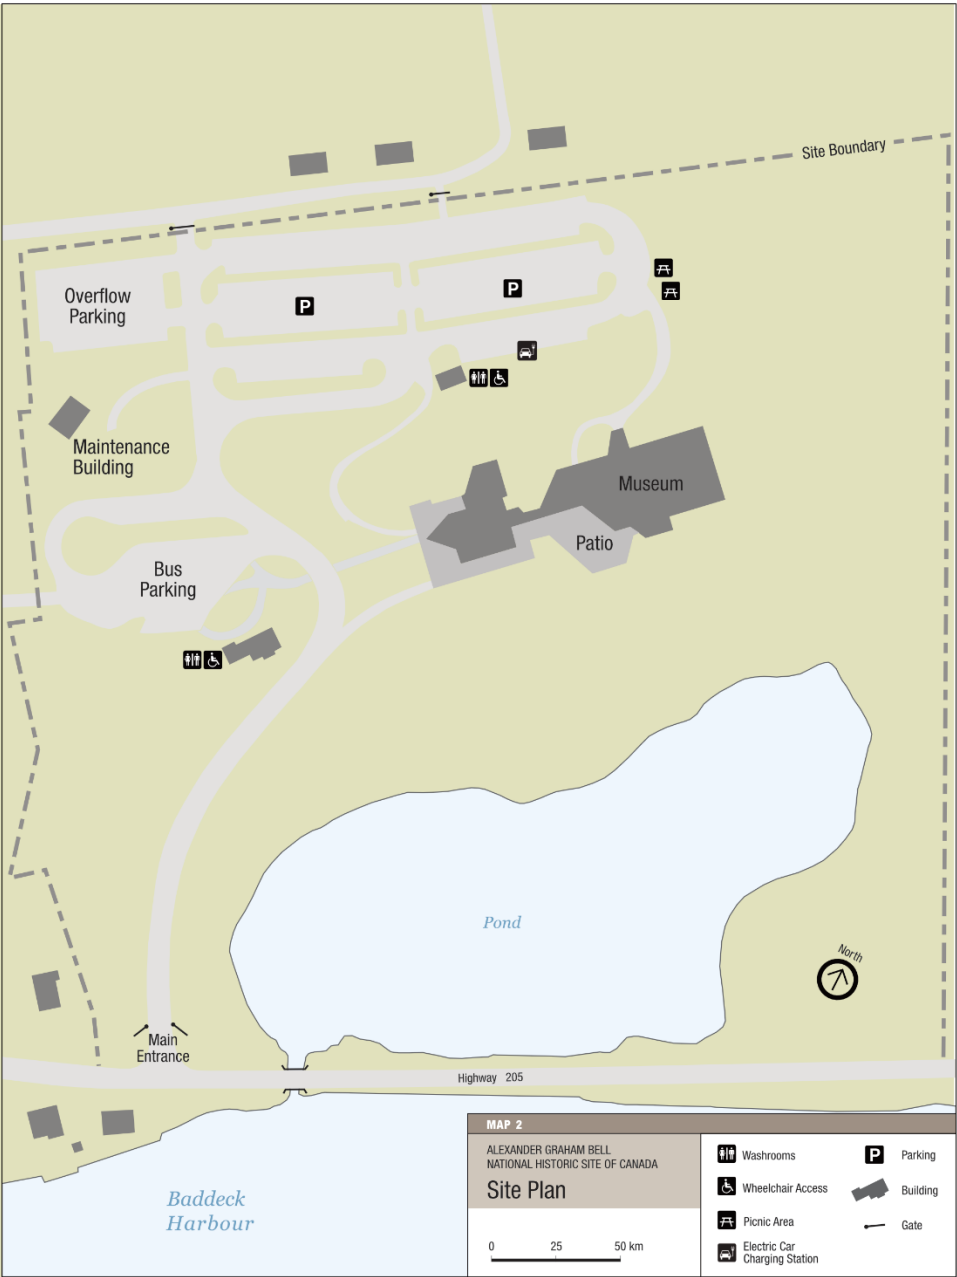 Site Boundary
Overflow
Parking
P
P
Maintenance
Building
Museum
Patio
Bus
Parking
Pond
North
Main
Entrance
Highway 205
Baddeck
Harbour
MAP 2
ALEXANDER GRAHAM BELL
NATIONAL HISTORIC SITE OF CANADA
Site Plan
0 25 50 km
Washrooms
Wheelchair Access
Picnic Area
Electric Car
Charging Station
P Parking
Building
Gate